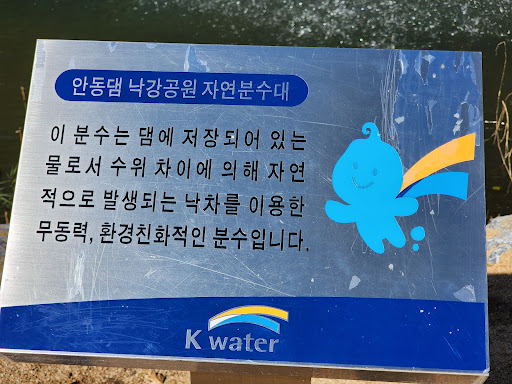 안동댐 낙강공원 자연분수대
이 분수는 댐에 저장되어 있는
물로서 수위 차이에 의해 자연
적으로 발생되는 낙차를 이용한
무동력, 환경친화적인 분수입니다.
K water